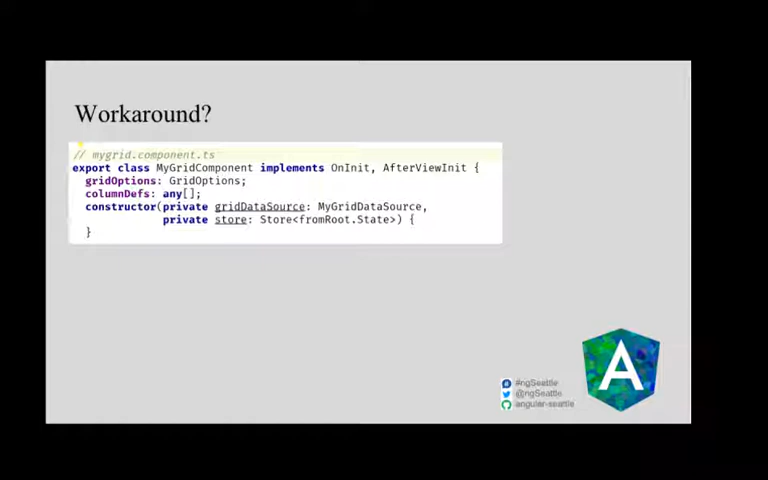 Workaround?
// mygrid.component.ts
export class MyGridComponent implements OnInit, AfterViewInit {
gridOptions: GridOptions;
columnDefs: any[];
constructor(private gridDataSource: MyGridDataSource,
private store: Store<fromRoot.State>) {
}
A
#ngSeattle
@ngSeattle
angular-seattle